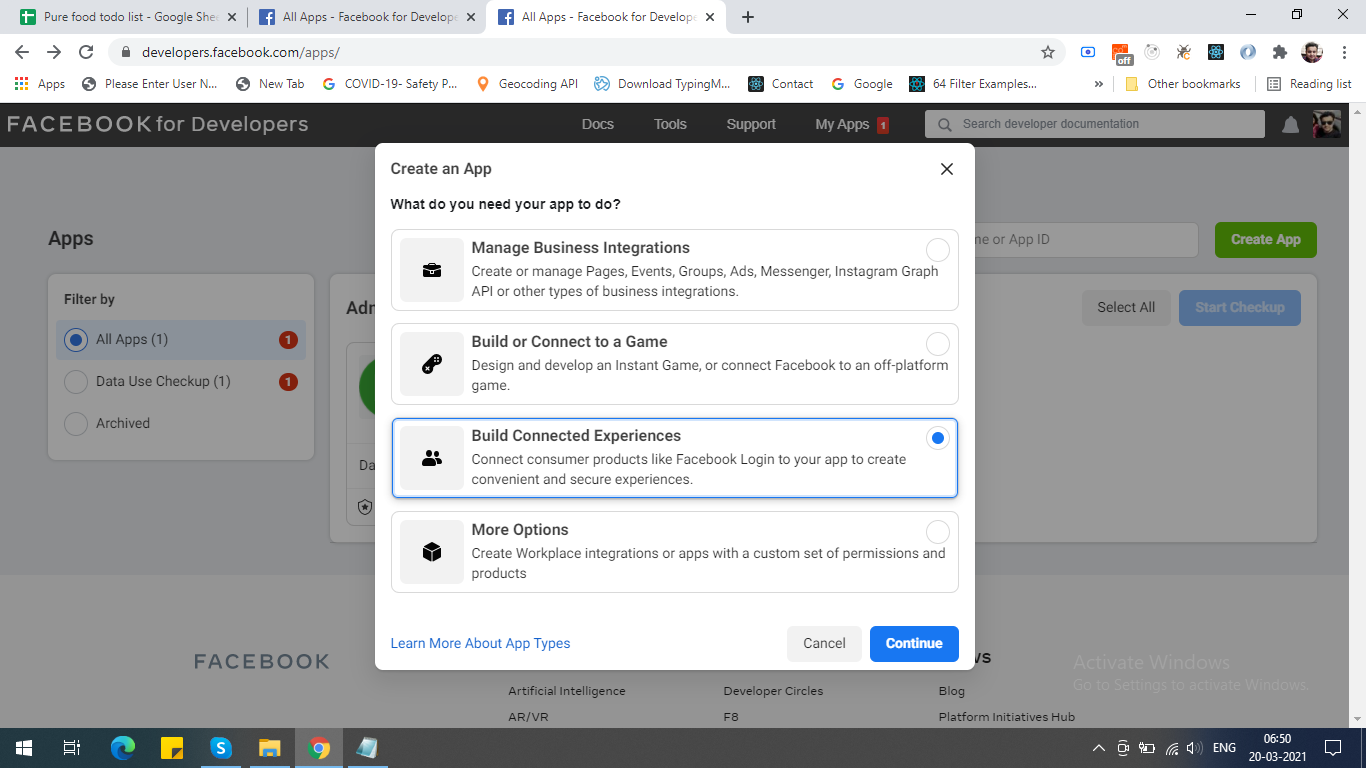 Pure food todo list - Google She
All Apps - Facebook for Develope
All Apps - Facebook for Develope
developers.facebook.com/apps/
off
Apps
Please Enter User N...
New Tab
COVID-19- Safety P...
Geocoding API
Download TypingM...
Contact
Google
64 Filter Examples...
»
Other bookmarks
Reading list
FACEBOOK for Developers
Docs
Tools
Support
My Apps 1
Search developer documentation
Create an App
What do you need your app to do?
Apps
me or App ID
Create App
Manage Business Integrations
Create or manage Pages, Events, Groups, Ads, Messenger, Instagram Graph
API or other types of business integrations.
Filter by
All Apps (1) 1
Data Use Checkup (1) 1
Archived
Adn
Select All
Start Checkup
Build or Connect to a Game
Design and develop an Instant Game, or connect Facebook to an off-platform
game.
Da
Build Connected Experiences
Connect consumer products like Facebook Login to your app to create
convenient and secure experiences.
More Options
Create Workplace integrations or apps with a custom set of permissions and
products
Learn More About App Types
Cancel
Continue
FACEBOOK
Artificial Intelligence
AR/VR
Developer Circles
F8
Blog
Platform Initiatives Hub
Activate Windows
Go to Settings to activate Windows.
ENG
06:50
20-03-2021